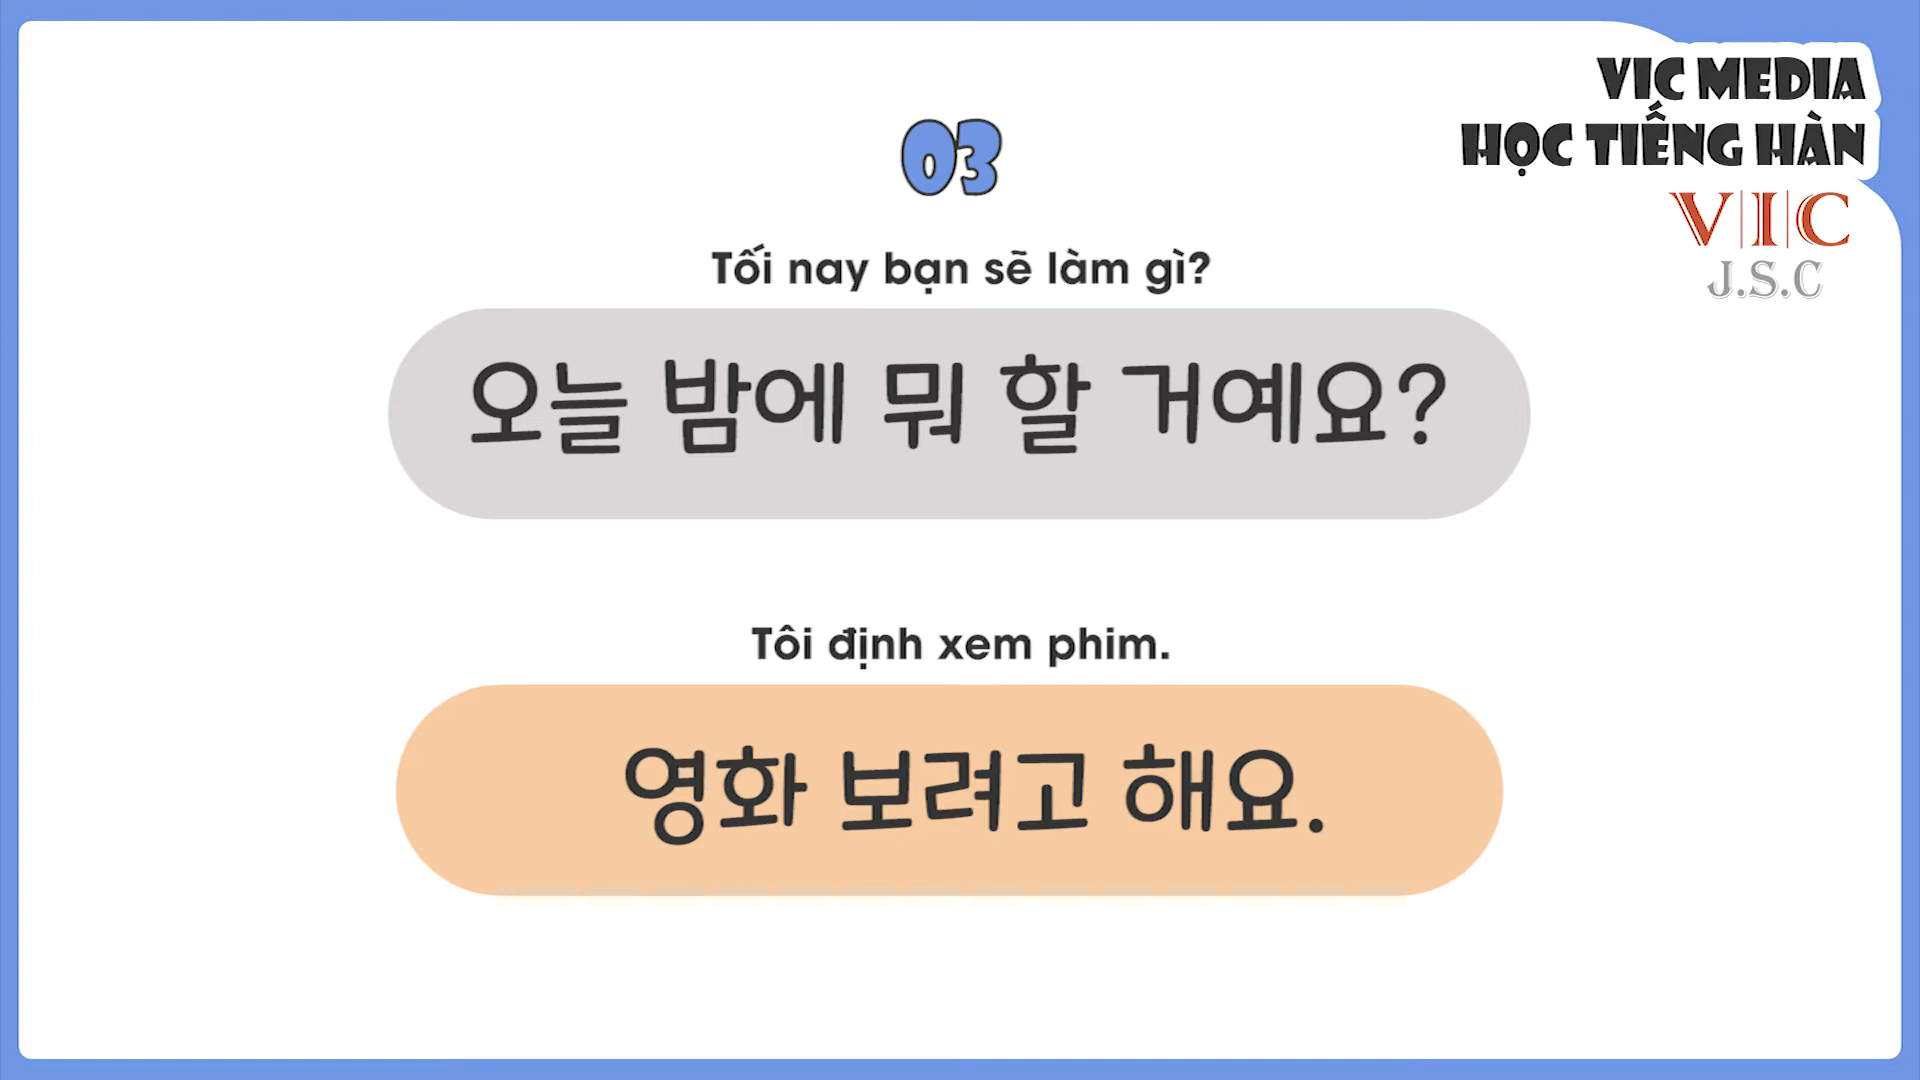 VIC MEDIA
HỌC TIẾNG HÀN
V|I|C
J.S.C
03
Tối nay bạn sẽ làm gì?
오늘 밤에 뭐 할 거예요?
Tôi định xem phim.
영화 보려고 해요.